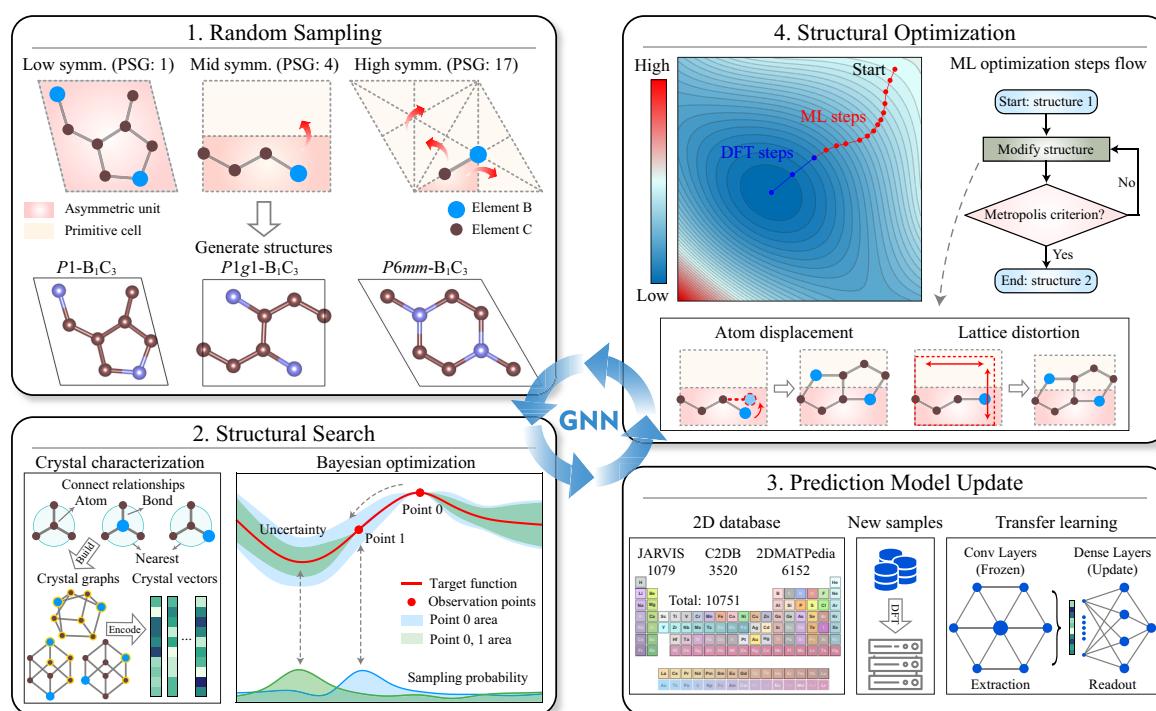 1. Random Sampling
Low symm. (PSG: 1) Mid symm. (PSG: 4) High symm. (PSG: 17)
Asymmetric unit
Primitive cell
Element B
Element C
Generate structures
P1-B₁C₃ P1g1-B₁C₃ P6mm-B₁C₃
4. Structural Optimization
High
Low
Start
ML steps
DFT steps
ML optimization steps flow
Start: structure 1
Modify structure
No
Metropolis criterion?
Yes
End: structure 2
Atom displacement Lattice distortion
GNN
2. Structural Search
Crystal characterization
Connect relationships
Atom Bond
Nearest
Build
Crystal graphs Crystal vectors
Encode
...
Bayesian optimization
Uncertainty
Point 0
Point 1
Target function
Observation points
Point 0 area
Point 0, 1 area
Sampling probability
3. Prediction Model Update
2D database
JARVIS C2DB 2DMATPedia
1079 3520 6152
Total: 10751
New samples
DFT
Transfer learning
Conv Layers
(Frozen)
Dense Layers
(Update)
Extraction
Readout